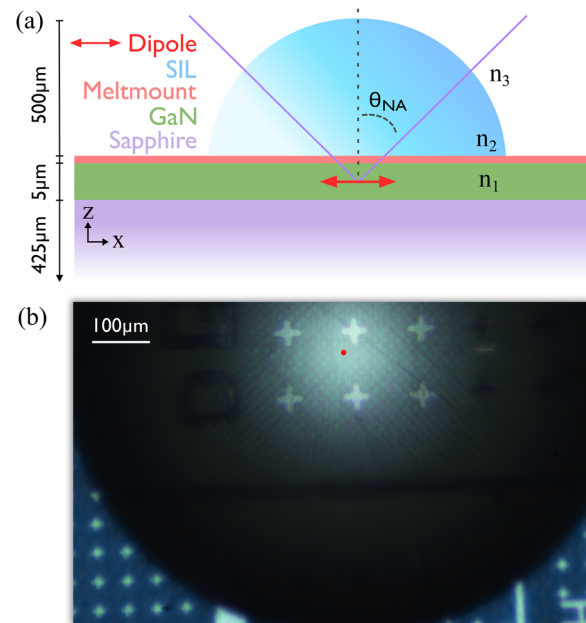 (a)
Dipole
SIL
Meltmount
GaN
Sapphire
500μm
5μm
425μm
z
x
θNA
n3
n2
n1
(b)
100μm
D
H